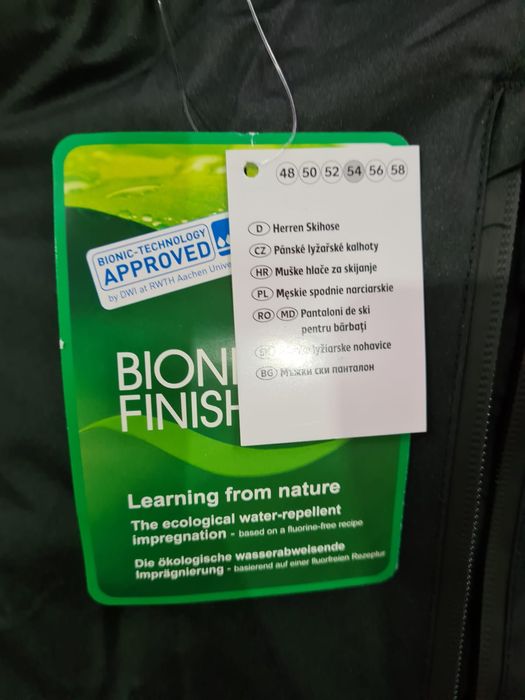 48 50 52 54 56 58
D Herren Skihose
CZ Pánské lyžařské kalhoty
HR Muške hlače za skijanje
PL Męskie spodnie narciarskie
RO MD Pantaloni de ski
pentru bărbați
SK lyžiarske nohavice
BG Мъжки ски панталон
BIONIC-TECHNOLOGY
APPROVED
by DWI at RWTH Aachen
BIONI
FINISH
Learning from nature
The ecological water-repellent
impregnation - based on a fluorine-free recipe
Die ökologische wasserabweisende
Imprägnierung - basierend auf einer fluorfreien Rezeptur